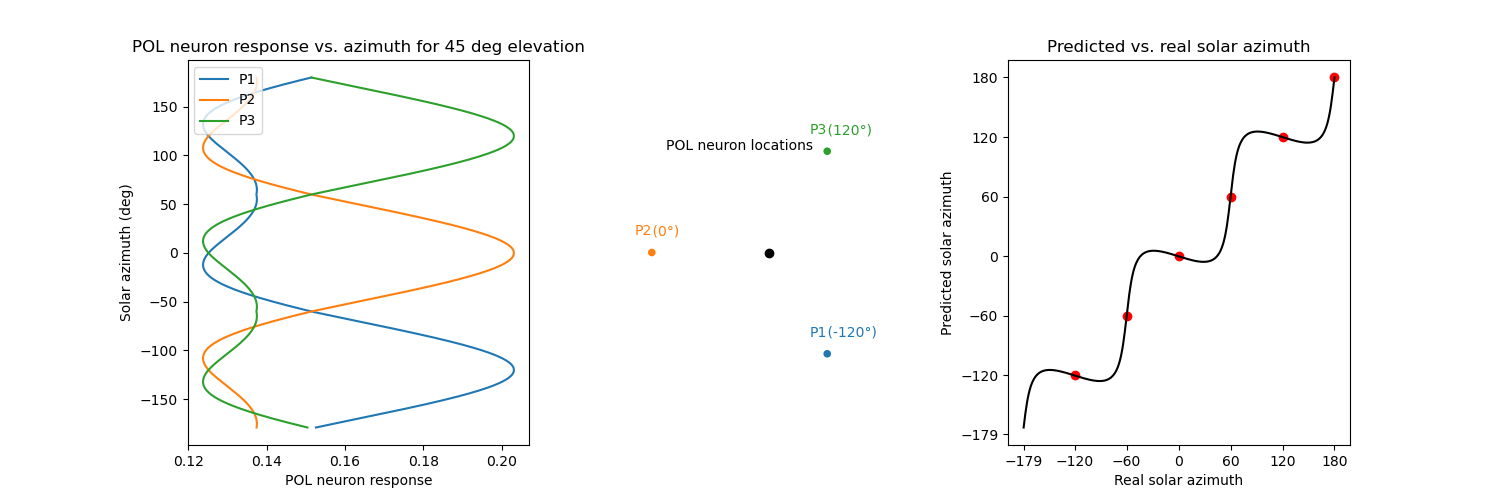 POL neuron response vs. azimuth for 45 deg elevation
P1
P2
P3
150
100
50
0
−50
−100
−150
Solar azimuth (deg)
0.12 0.14 0.16 0.18 0.20
POL neuron response
P3(120°)
POL neuron locations
P2(0°)
P1(-120°)
Predicted vs. real solar azimuth
180
120
60
0
−60
−120
−179
Predicted solar azimuth
−179 −120 −60 0 60 120 180
Real solar azimuth